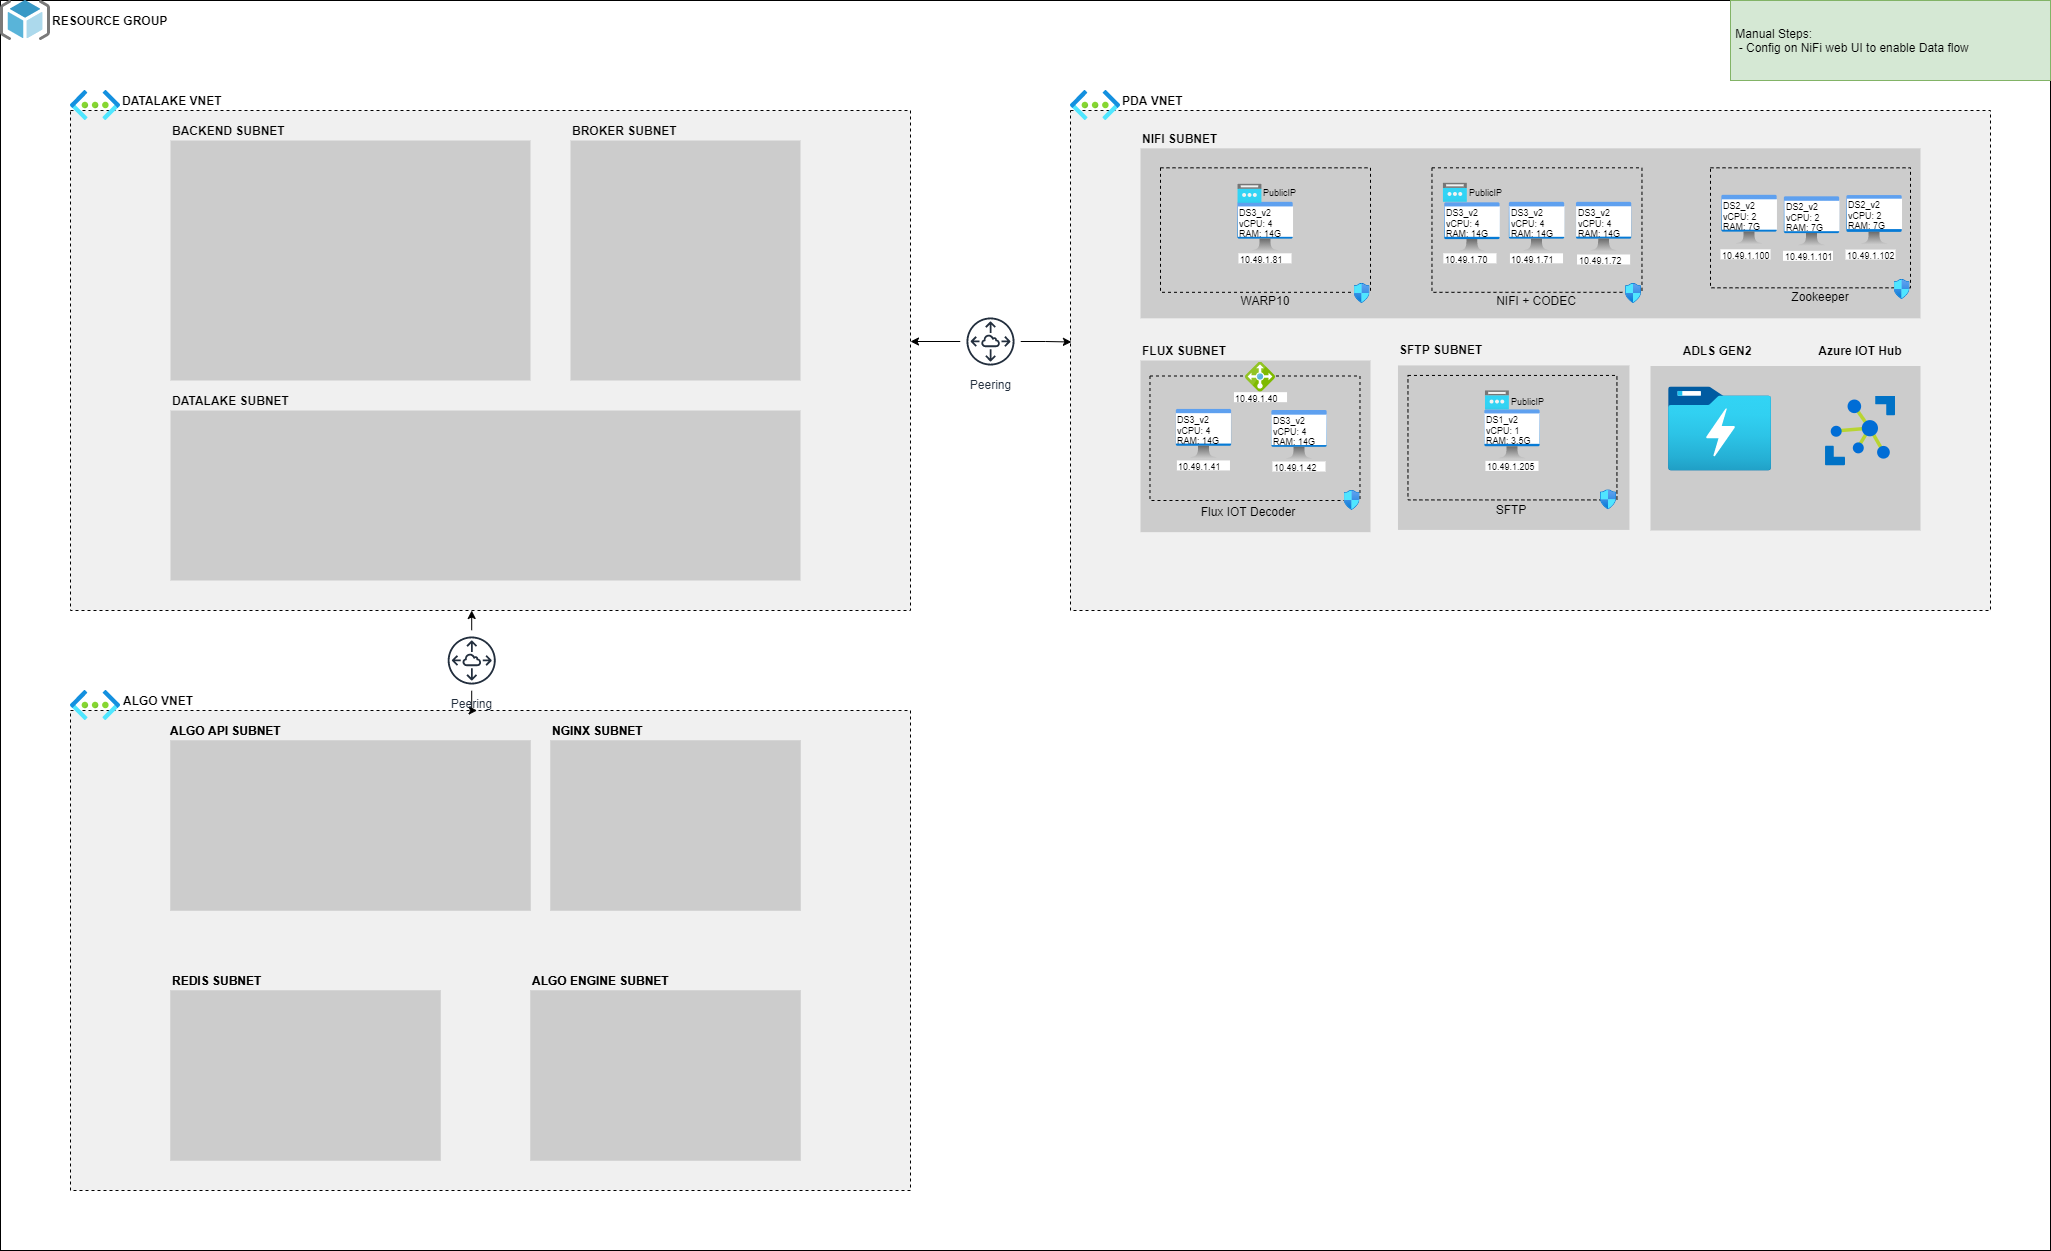 RESOURCE GROUP
Manual Steps:
- Config on NiFi web UI to enable Data flow
DATALAKE VNET
BACKEND SUBNET
BROKER SUBNET
DATALAKE SUBNET
Peering
PDA VNET
NIFI SUBNET
PublicIP
DS3_v2
vCPU: 4
RAM: 14G
10.49.1.81
WARP10
PublicIP
DS3_v2
vCPU: 4
RAM: 14G
10.49.1.70
DS3_v2
vCPU: 4
RAM: 14G
10.49.1.71
DS3_v2
vCPU: 4
RAM: 14G
10.49.1.72
NIFI + CODEC
DS2_v2
vCPU: 2
RAM: 7G
10.49.1.100
DS2_v2
vCPU: 2
RAM: 7G
10.49.1.101
DS2_v2
vCPU: 2
RAM: 7G
10.49.1.102
Zookeeper
FLUX SUBNET
10.49.1.40
DS3_v2
vCPU: 4
RAM: 14G
10.49.1.41
DS3_v2
vCPU: 4
RAM: 14G
10.49.1.42
Flux IOT Decoder
SFTP SUBNET
PublicIP
DS1_v2
vCPU: 1
RAM: 3.5G
10.49.1.205
SFTP
ADLS GEN2
Azure IOT Hub
Peering
ALGO VNET
ALGO API SUBNET
NGINX SUBNET
REDIS SUBNET
ALGO ENGINE SUBNET